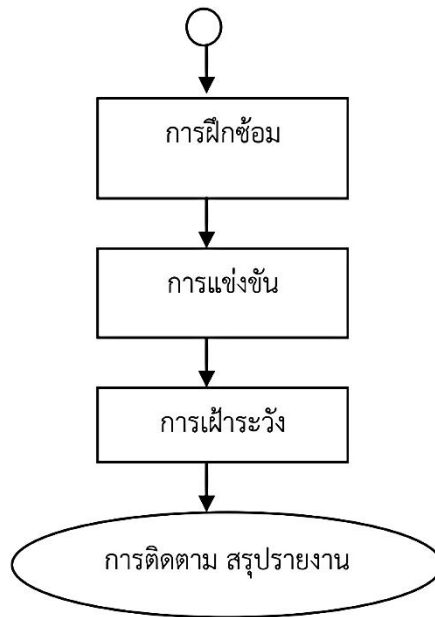 การฝึกซ้อม
การแข่งขัน
การเฝ้าระวัง
การติดตาม สรุปรายงาน